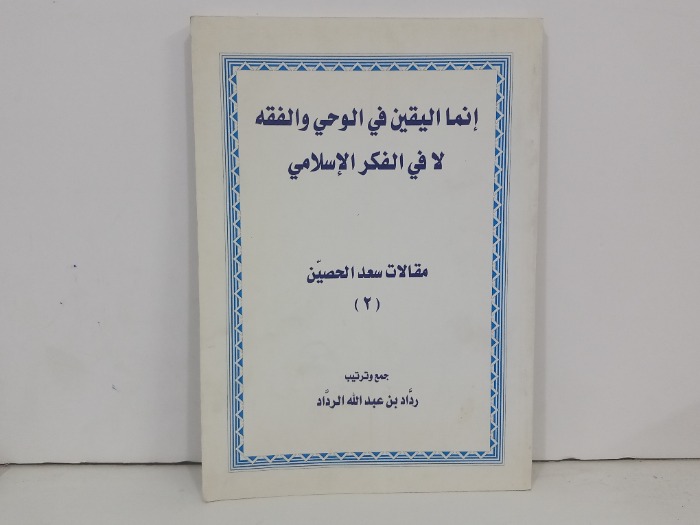 إنما اليقين في الوحي والفقه
لا في الفكر الإسلامي
مقالات سعد الحصيّن
(٢)
جمع وترتيب
ردَّاد بن عبد الله الردَّاد